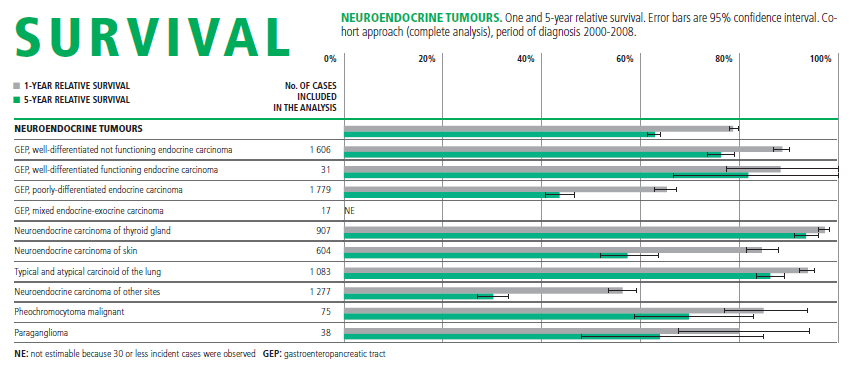 SURVIVAL
NEUROENDOCRINE TUMOURS. One and 5-year relative survival. Error bars are 95% confidence interval. Co-
hort approach (complete analysis), period of diagnosis 2000-2008.
0% 20% 40% 60% 80% 100%
1-YEAR RELATIVE SURVIVAL
5-YEAR RELATIVE SURVIVAL
No. OF CASES
INCLUDED
IN THE ANALYSIS
NEUROENDOCRINE TUMOURS
GEP, well-differentiated not functioning endocrine carcinoma 1 606
GEP, well-differentiated functioning endocrine carcinoma 31
GEP, poorly-differentiated endocrine carcinoma 1 779
GEP, mixed endocrine-exocrine carcinoma 17 NE
Neuroendocrine carcinoma of thyroid gland 907
Neuroendocrine carcinoma of skin 604
Typical and atypical carcinoid of the lung 1 083
Neuroendocrine carcinoma of other sites 1 277
Pheochromocytoma malignant 75
Paraganglioma 38
NE: not estimable because 30 or less incident cases were observed GEP: gastroenteropancreatic tract